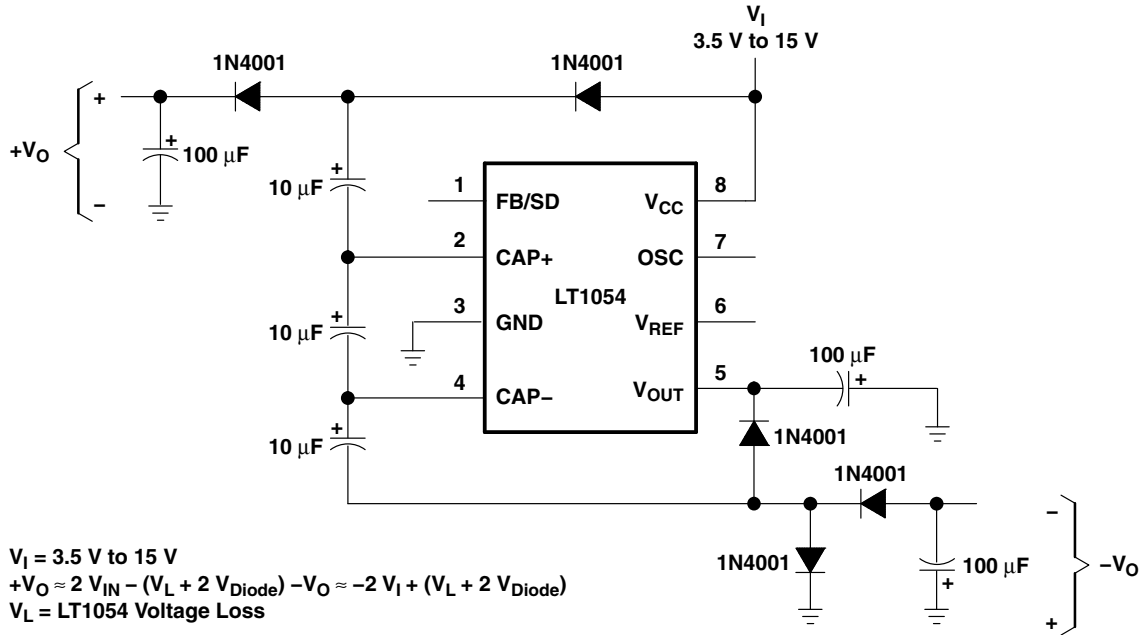 V_I
3.5 V to 15 V
1N4001
1N4001
+
+V_O
−
+
100 µF
+
10 µF
1
FB/SD
V_CC
8
2
CAP+
OSC
7
LT1054
+
10 µF
3
GND
V_REF
6
100 µF
4
CAP−
V_OUT
5
+
+
10 µF
1N4001
1N4001
−
1N4001
100 µF
−V_O
+
+
V_I = 3.5 V to 15 V
+V_O ≈ 2 V_IN − (V_L + 2 V_Diode) −V_O ≈ −2 V_I + (V_L + 2 V_Diode)
V_L = LT1054 Voltage Loss